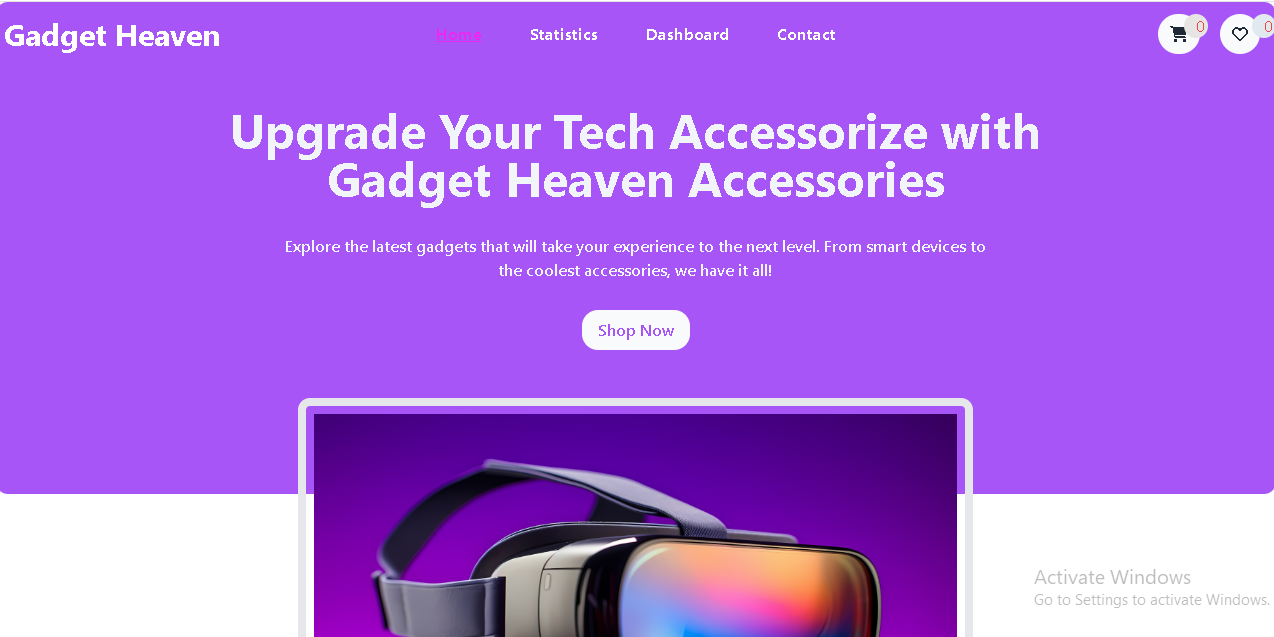 Gadget Heaven
Home
Statistics
Dashboard
Contact
0
0
Upgrade Your Tech Accessorize with
Gadget Heaven Accessories
Explore the latest gadgets that will take your experience to the next level. From smart devices to
the coolest accessories, we have it all!
Shop Now
Activate Windows
Go to Settings to activate Windows.